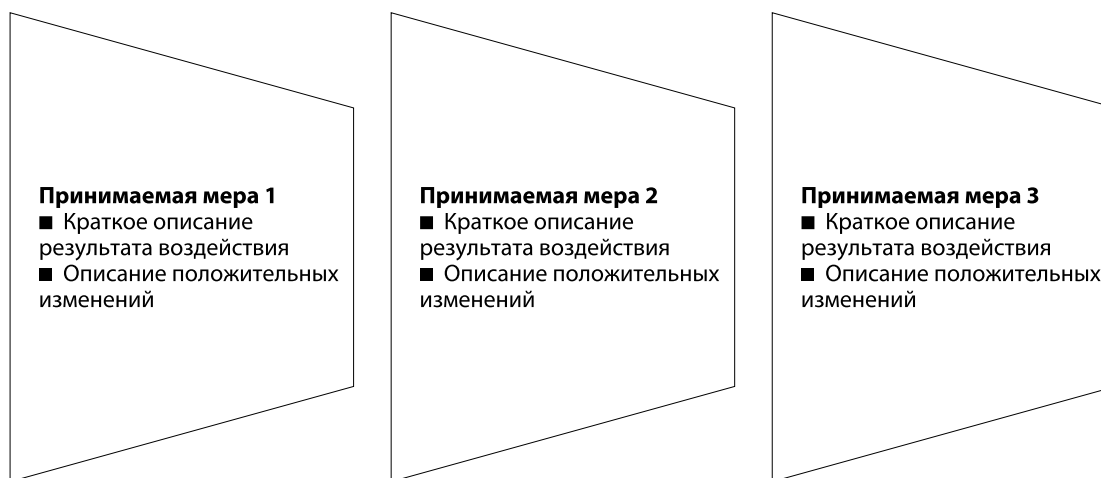 Принимаемая мера 1
■ Краткое описание
результата воздействия
■ Описание положительных
изменений
Принимаемая мера 2
■ Краткое описание
результата воздействия
■ Описание положительных
изменений
Принимаемая мера 3
■ Краткое описание
результата воздействия
■ Описание положительных
изменений